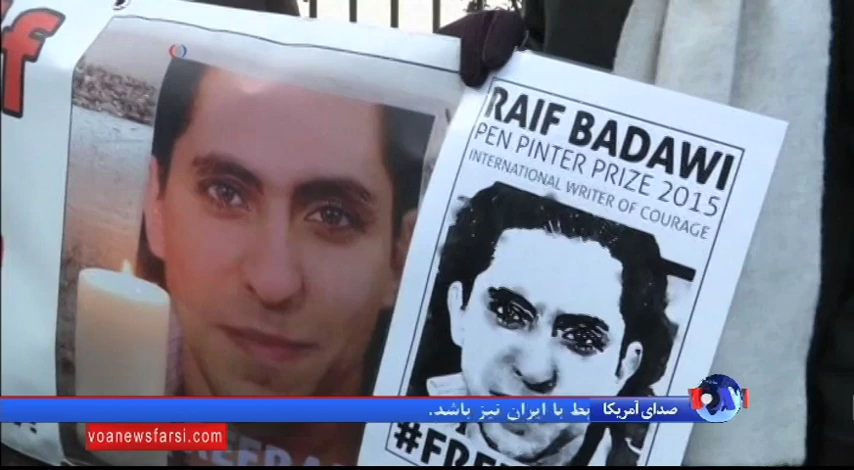 RAIF BADAWI
PEN PINTER PRIZE 2015
INTERNATIONAL WRITER OF COURAGE
بط با ایران نیز باشد.
صدای آمریکا
VOA
voanewsfarsi.com